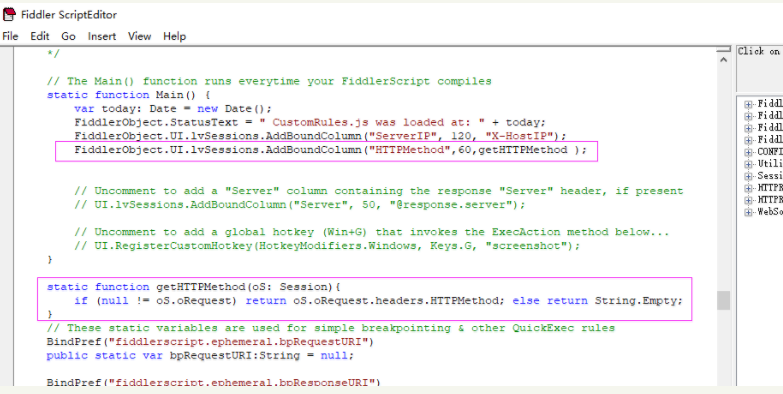 Fiddler ScriptEditor
File Edit Go Insert View Help
*/
Click on
// The Main() function runs everytime your FiddlerScript compiles
static function Main() {
var today: Date = new Date();
FiddlerObject.StatusText = " CustomRules.js was loaded at: " + today;
FiddlerObject.UI.lvSessions.AddBoundColumn("ServerIP", 120, "X-HostIP");
FiddlerObject.UI.lvSessions.AddBoundColumn("HTTPMethod",60,getHTTPMethod );
// Uncomment to add a "Server" column containing the response "Server" header, if present
// UI.lvSessions.AddBoundColumn("Server", 50, "@response.server");
// Uncomment to add a global hotkey (Win+G) that invokes the ExecAction method below...
// UI.RegisterCustomHotkey(HotkeyModifiers.Windows, Keys.G, "screenshot");
}
static function getHTTPMethod(oS: Session){
if (null != oS.oRequest) return oS.oRequest.headers.HTTPMethod; else return String.Empty;
}
// These static variables are used for simple breakpointing & other QuickExec rules
BindPref("fiddlerscript.ephemeral.bpRequestURI")
public static var bpRequestURI:String = null;
BindPref("fiddlerscript.ephemeral.bpResponseURI")
Fiddl
Fiddl
Fiddl
Fiddl
CONFI
Utili
Sessi
HTTPR
HTTPR
WebSo